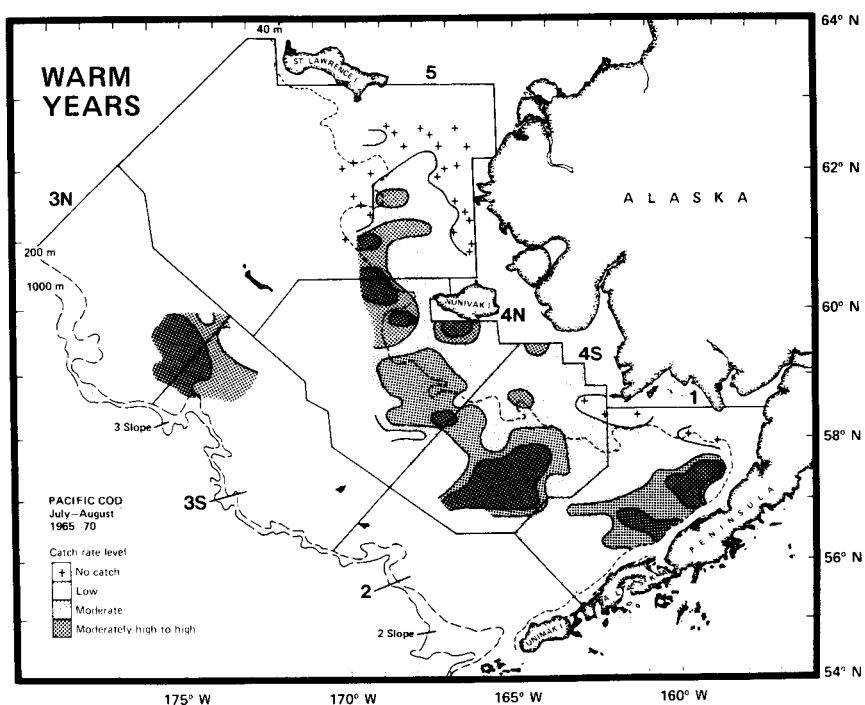 40 m
64° N
ST LAWRENCE I
WARM
YEARS
5
62° N
3N
ALASKA
200 m
1000 m
60° N
NUNIVAK I
4N
4S
1
3 Slope
58° N
PACIFIC COD
July–August
1965 70
3S
PENINSULA
Catch rate level
+ No catch
Low
Moderate
Moderately high to high
56° N
2
2 Slope
UNIMAK I
54° N
175° W
170° W
165° W
160° W